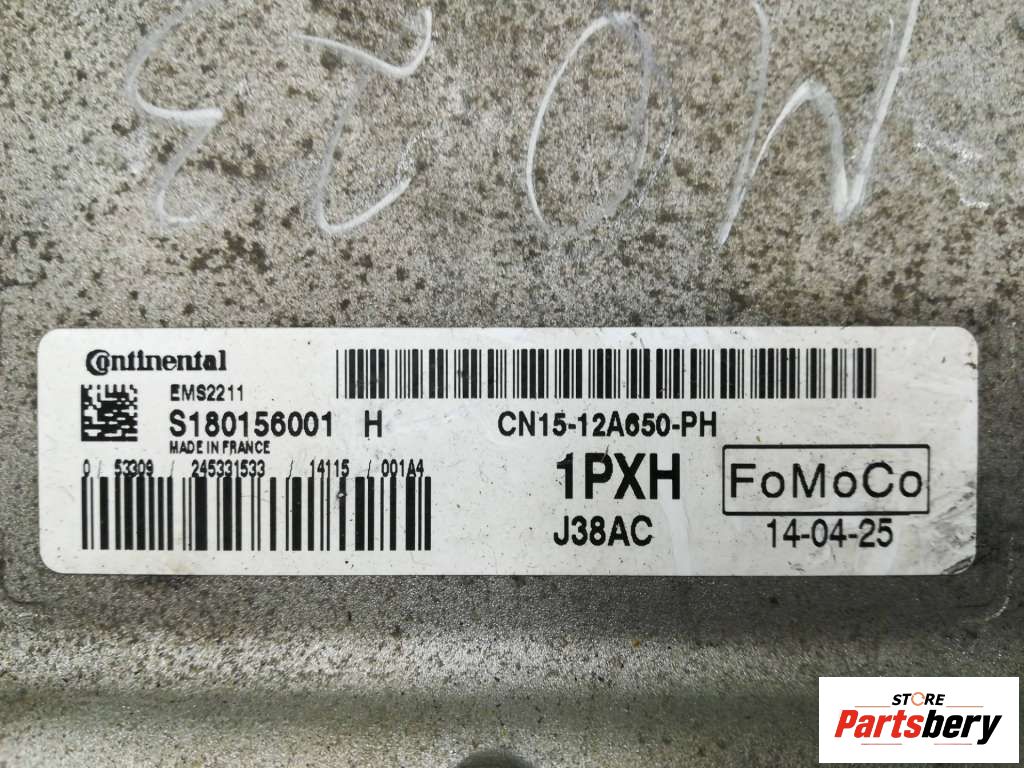 M023
Continental
EMS2211
S180156001 H CN15-12A650-PH
MADE IN FRANCE
0 / 53309 / 245331533 / 14115 / 001A4
1PXH FoMoCo
J38AC 14-04-25
STORE
Partsbery